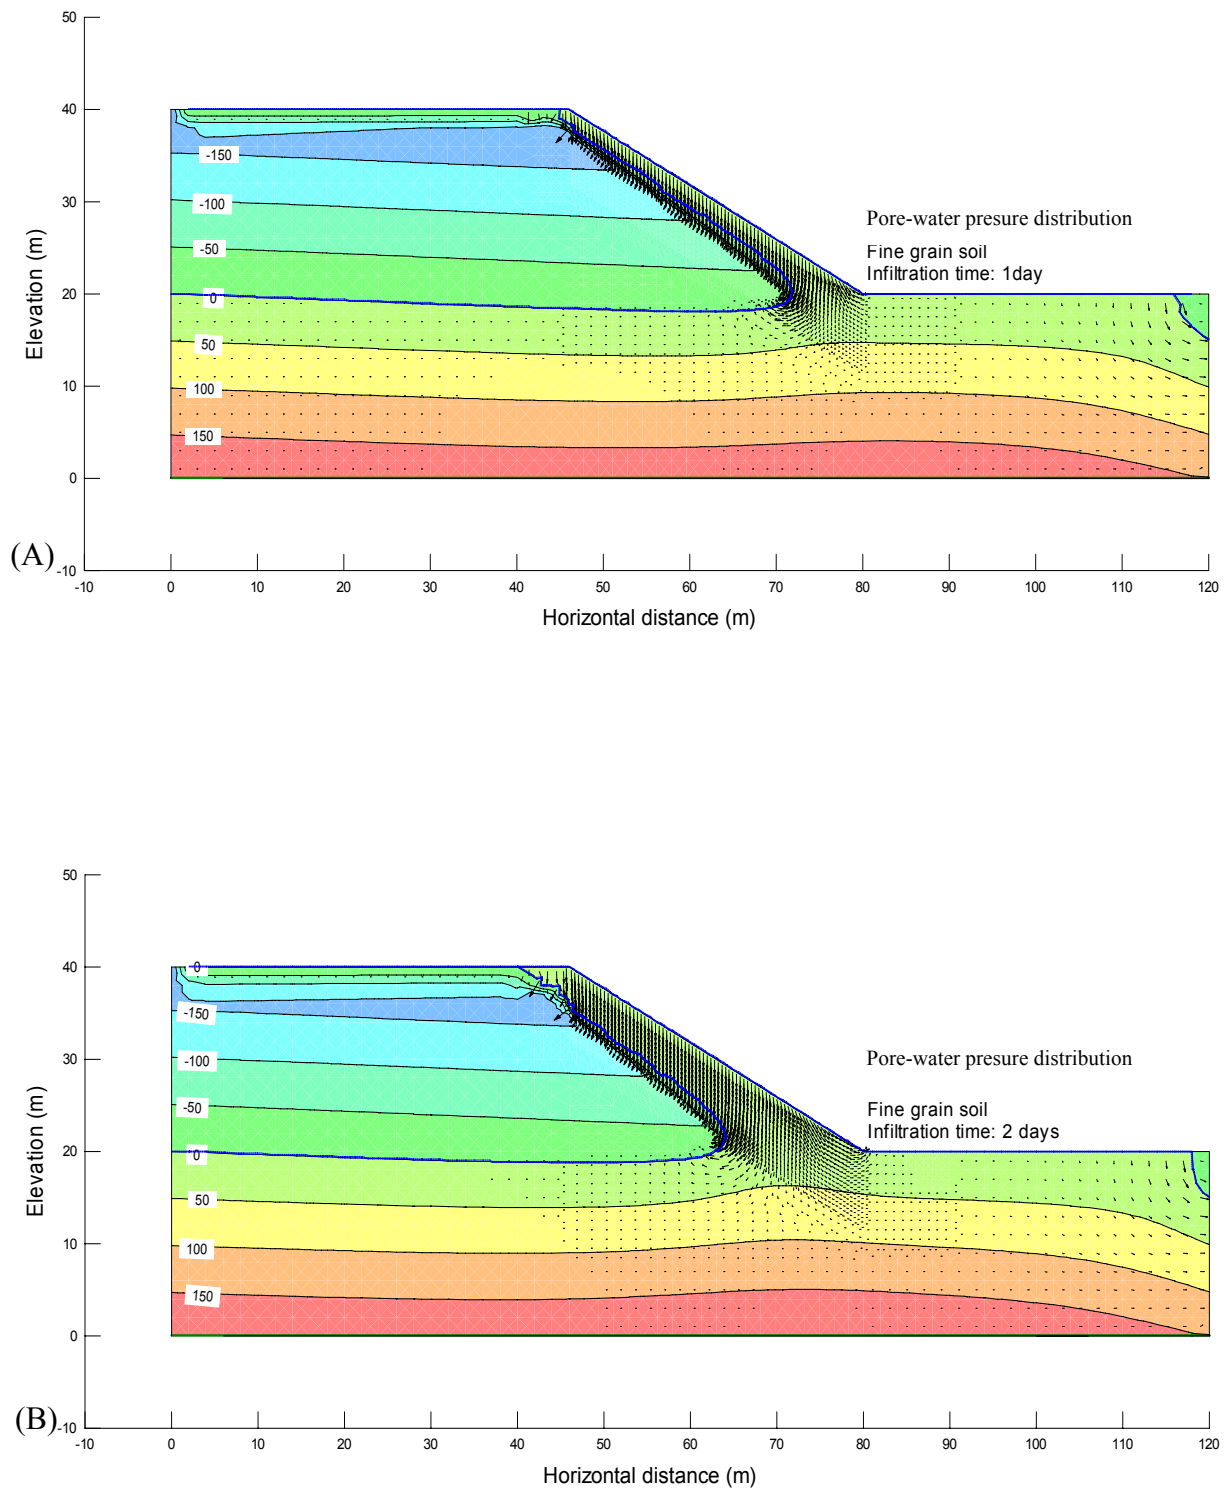 50
40
30
20
10
0
-10
Elevation (m)
-150
-100
-50
0
50
100
150
Pore-water presure distribution
Fine grain soil
Infiltration time: 1day
(A)
-10 0 10 20 30 40 50 60 70 80 90 100 110 120
Horizontal distance (m)
50
40
30
20
10
0
-10
Elevation (m)
0
-150
-100
-50
0
50
100
150
Pore-water presure distribution
Fine grain soil
Infiltration time: 2 days
(B)
-10 0 10 20 30 40 50 60 70 80 90 100 110 120
Horizontal distance (m)